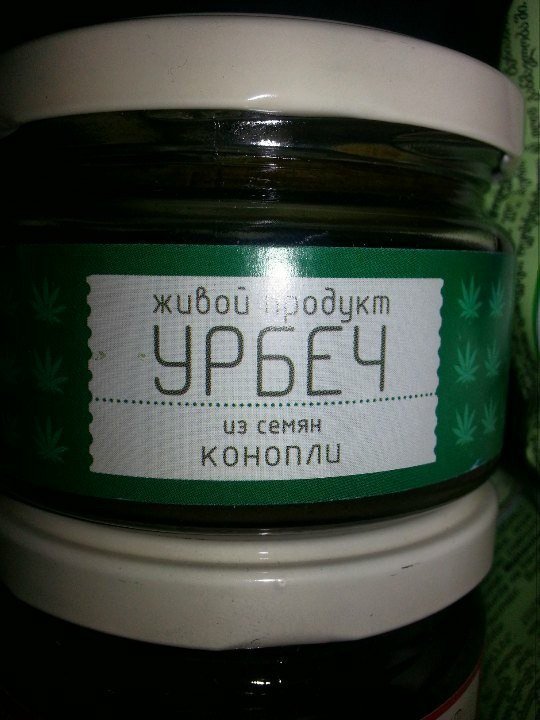 живой продукт
УРБЕЧ
из семян
конопли